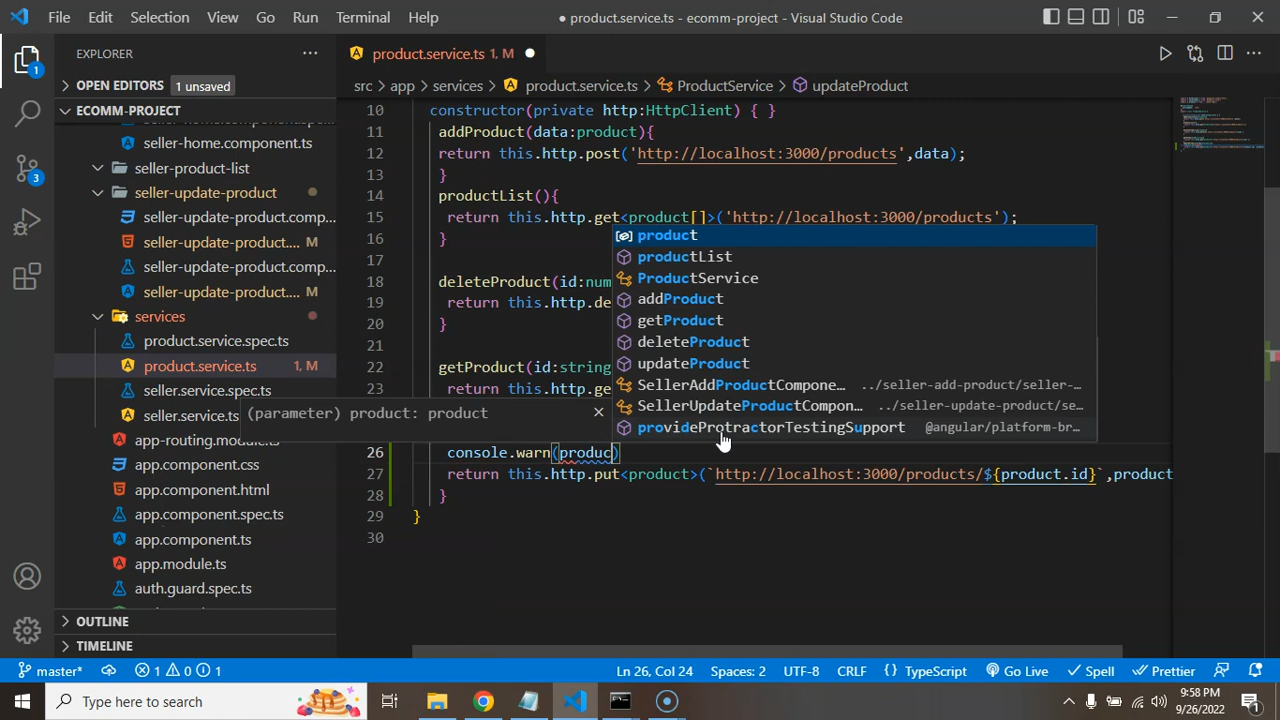 File Edit Selection View Go Run Terminal Help
● product.service.ts - ecomm-project - Visual Studio Code
EXPLORER
product.service.ts 1, M
OPEN EDITORS 1 unsaved
src > app > services > product.service.ts > ProductService > updateProduct
ECOMM-PROJECT
seller-home.component.ts
seller-product-list
seller-update-product
seller-update-product.comp...
seller-update-product.... M
seller-update-product.comp...
seller-update-product.... M
services
product.service.spec.ts
product.service.ts 1, M
seller.service.spec.ts
seller.service.ts
app-routing.module.ts
app.component.css
app.component.html
app.component.spec.ts
app.component.ts
app.module.ts
auth.guard.spec.ts
OUTLINE
TIMELINE
10 constructor(private http:HttpClient) { }
11 addProduct(data:product){
12 return this.http.post('http://localhost:3000/products',data);
13 }
14 productList(){
15 return this.http.get<product[]>('http://localhost:3000/products');
16 }
17
18 deleteProduct(id:num
19 return this.http.de
20 }
21
22 getProduct(id:string
23 return this.http.ge
26 console.warn(produc)
27 return this.http.put<product>(`http://localhost:3000/products/${product.id}`,product
28 }
29 }
30
product
productList
ProductService
addProduct
getProduct
deleteProduct
updateProduct
SellerAddProductCompone... ../seller-add-product/seller-...
SellerUpdateProductCompon... ../seller-update-product/se...
provideProtractorTestingSupport @angular/platform-br...
(parameter) product: product
1
3
master* 1 0 1 Ln 26, Col 24 Spaces: 2 UTF-8 CRLF { } TypeScript Go Live Spell Prettier
Type here to search
9:58 PM
9/26/2022
1